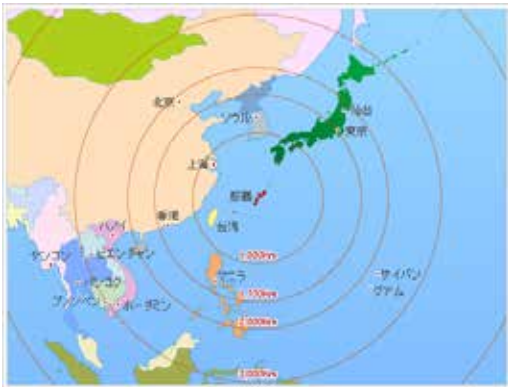 北京
ソウル
仙台
東京
上海
那覇
香港
台湾
ハノイ
ヤンゴン
ビエンチャン
バンコク
プノンペン
ホーチミン
マニラ
サイパン
グァム
1,000km
1,500km
2,000km
3,000km